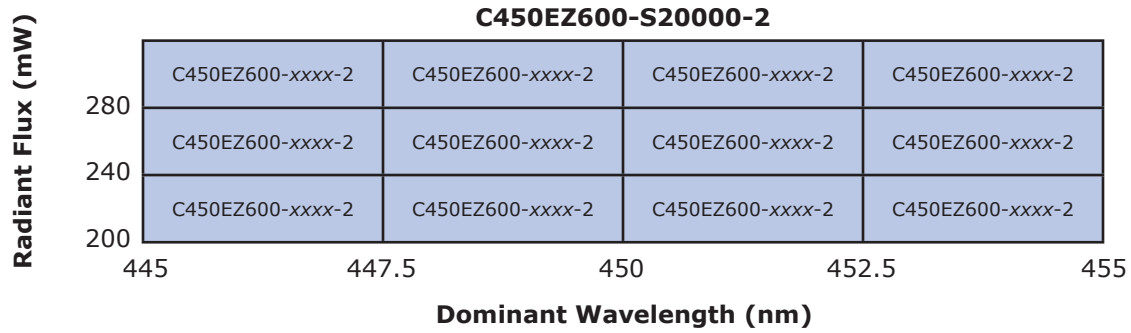 C450EZ600-S20000-2
Radiant Flux (mW)
C450EZ600-xxxx-2 C450EZ600-xxxx-2 C450EZ600-xxxx-2 C450EZ600-xxxx-2
280
C450EZ600-xxxx-2 C450EZ600-xxxx-2 C450EZ600-xxxx-2 C450EZ600-xxxx-2
240
C450EZ600-xxxx-2 C450EZ600-xxxx-2 C450EZ600-xxxx-2 C450EZ600-xxxx-2
200
445 447.5 450 452.5 455
Dominant Wavelength (nm)